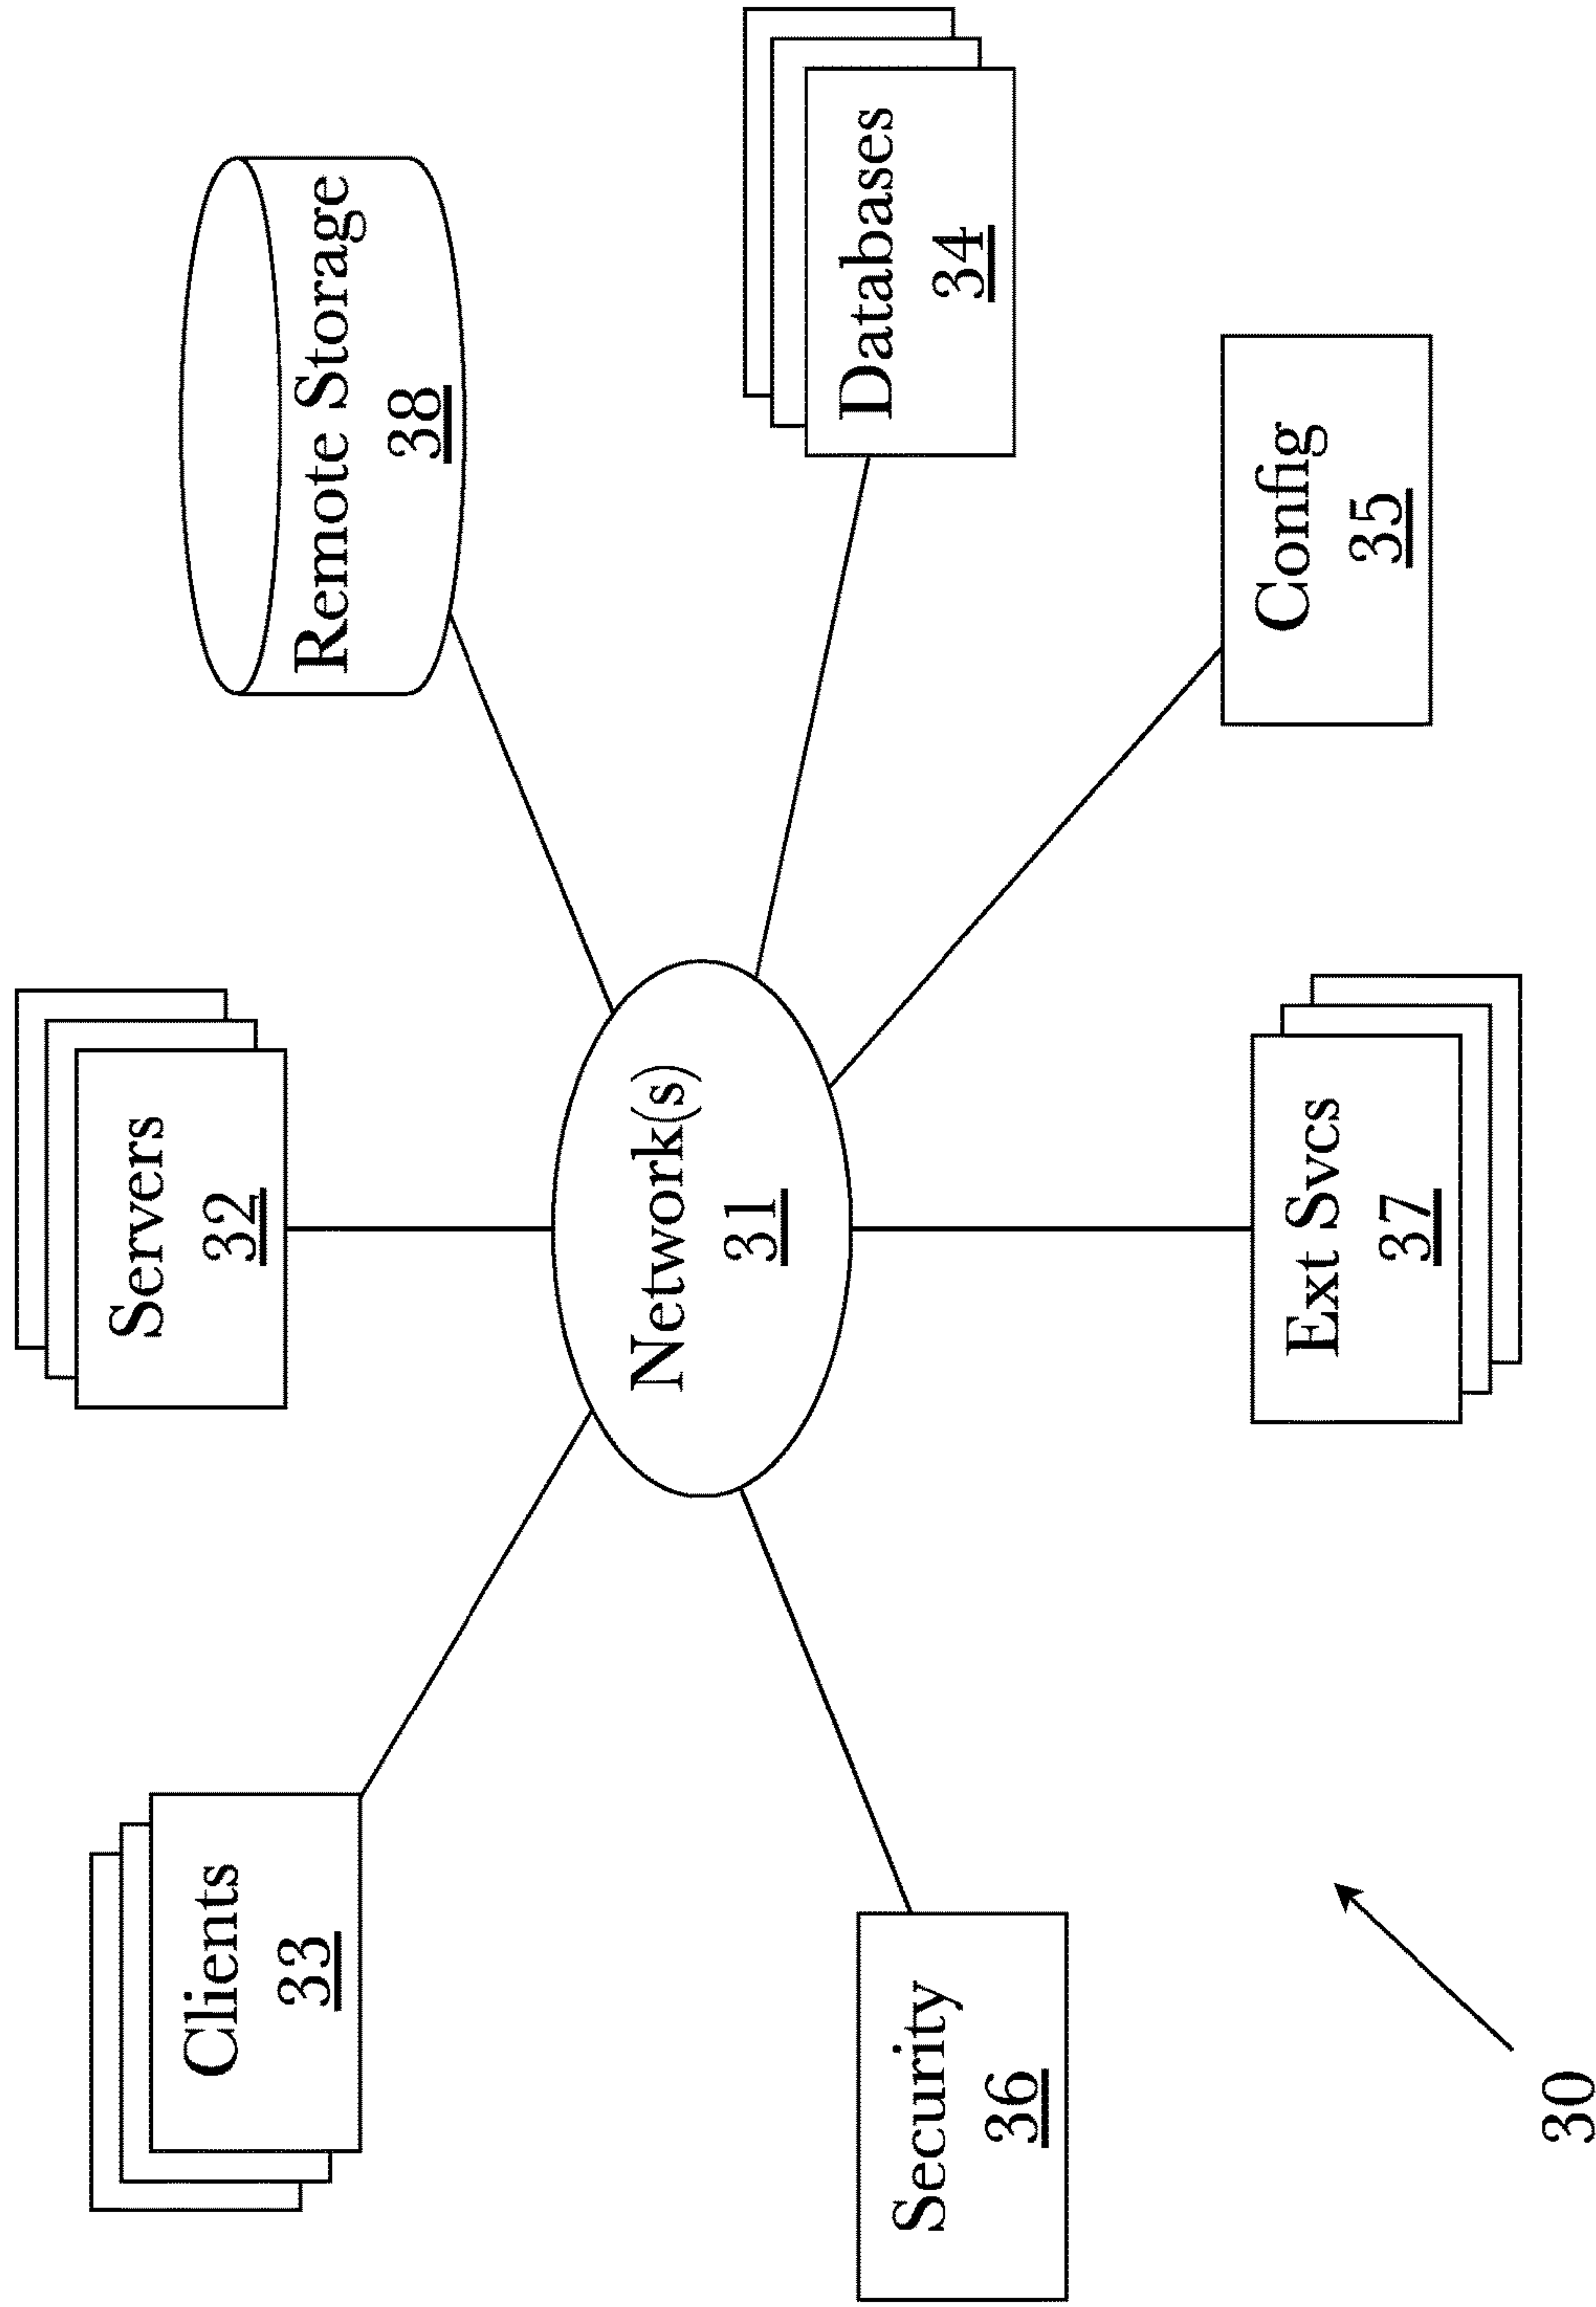 Servers
32
Clients
33
Remote Storage
38
Network(s)
31
Databases
34
Security
36
Ext Svcs
37
Config
35
30